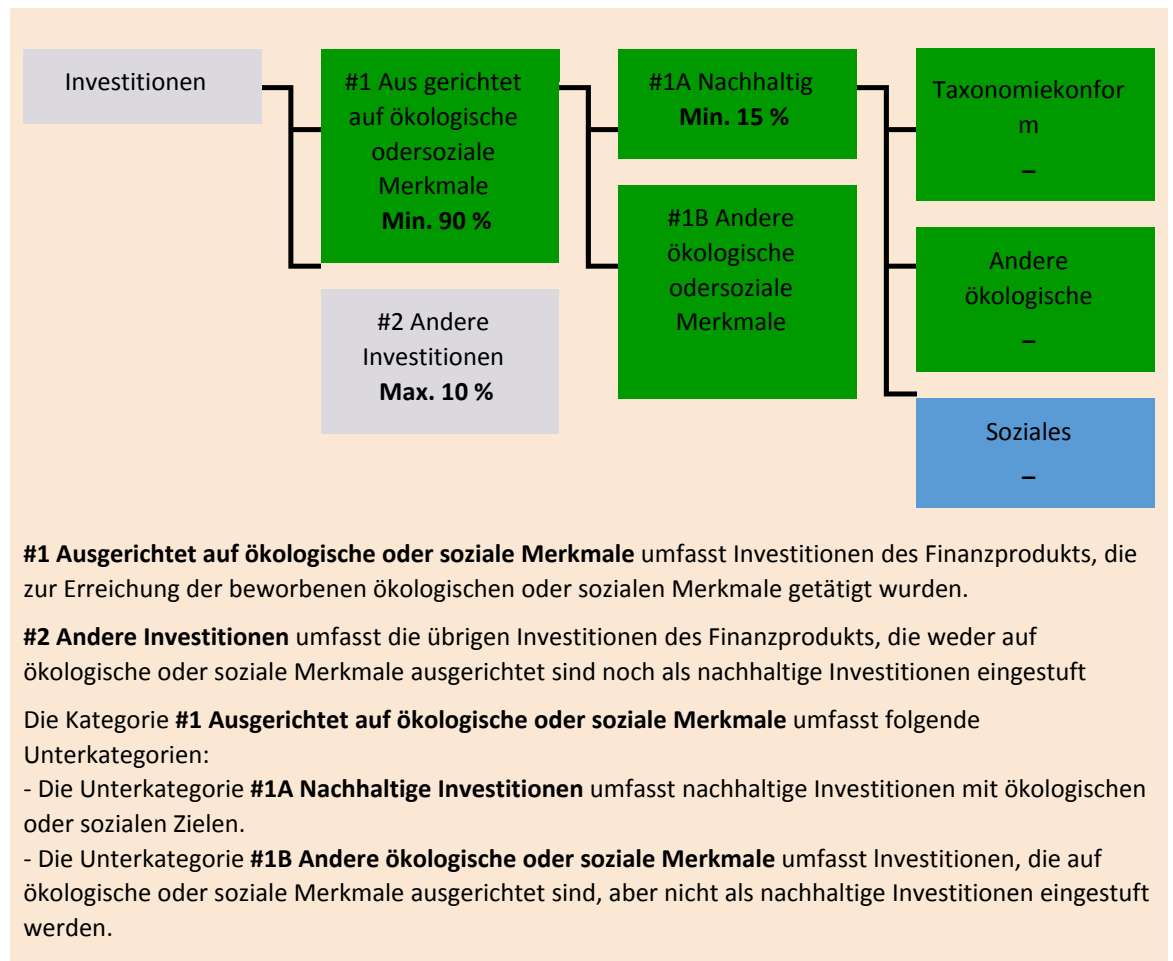 Investitionen
#1 Aus gerichtet
auf ökologische
odersoziale
Merkmale
Min. 90 %
#2 Andere
Investitionen
Max. 10 %
#1A Nachhaltig
Min. 15 %
#1B Andere
ökologische
odersoziale
Merkmale
Taxonomiekonfor
m
–
Andere
ökologische
–
Soziales
–
#1 Ausgerichtet auf ökologische oder soziale Merkmale umfasst Investitionen des Finanzprodukts, die
zur Erreichung der beworbenen ökologischen oder sozialen Merkmale getätigt wurden.
#2 Andere Investitionen umfasst die übrigen Investitionen des Finanzprodukts, die weder auf
ökologische oder soziale Merkmale ausgerichtet sind noch als nachhaltige Investitionen eingestuft
Die Kategorie #1 Ausgerichtet auf ökologische oder soziale Merkmale umfasst folgende
Unterkategorien:
- Die Unterkategorie #1A Nachhaltige Investitionen umfasst nachhaltige Investitionen mit ökologischen
oder sozialen Zielen.
- Die Unterkategorie #1B Andere ökologische oder soziale Merkmale umfasst lnvestitionen, die auf
ökologische oder soziale Merkmale ausgerichtet sind, aber nicht als nachhaltige Investitionen eingestuft
werden.